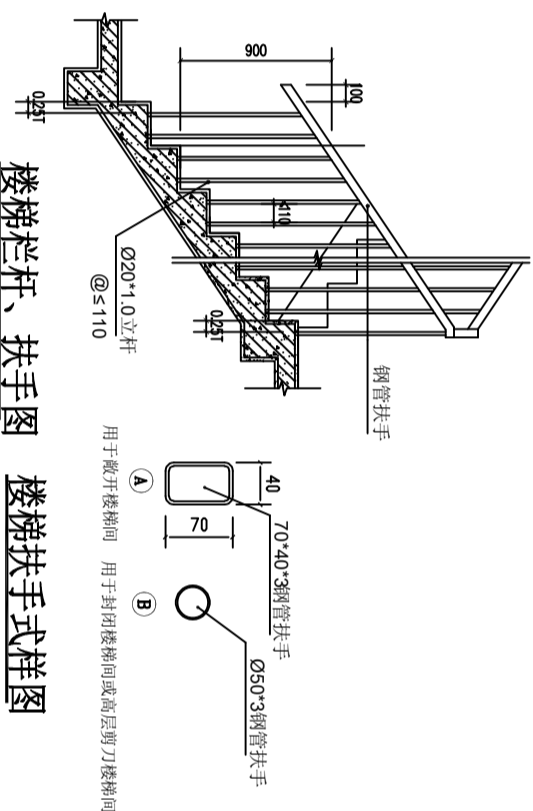 900
100
0.25T
≤110
Ø20*1.0立杆
@≤110
0.25T
钢管扶手
楼梯栏杆、扶手图
40
70
70*40*3钢管扶手
A
用于敞开楼梯间
Ø50*3钢管扶手
B
用于封闭楼梯间或高层剪刀楼梯间
楼梯扶手式样图